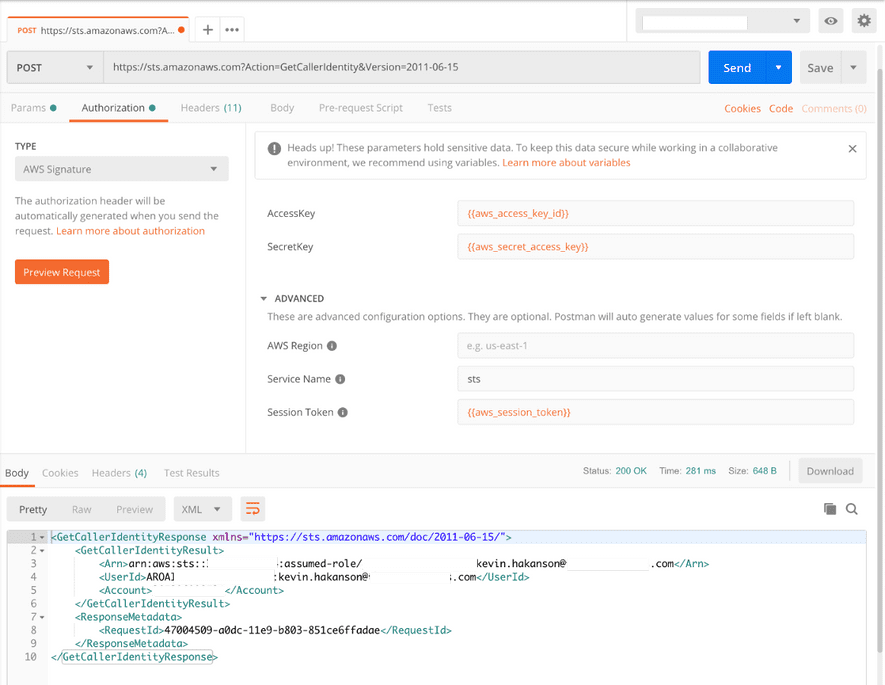 POST https://sts.amazonaws.com?A...
+ •••
POST https://sts.amazonaws.com?Action=GetCallerIdentity&Version=2011-06-15 Send Save
Params Authorization Headers (11) Body Pre-request Script Tests Cookies Code Comments (0)
TYPE
AWS Signature
The authorization header will be
automatically generated when you send the
request. Learn more about authorization
Preview Request
Heads up! These parameters hold sensitive data. To keep this data secure while working in a collaborative
environment, we recommend using variables. Learn more about variables
AccessKey {{aws_access_key_id}}
SecretKey {{aws_secret_access_key}}
ADVANCED
These are advanced configuration options. They are optional. Postman will auto generate values for some fields if left blank.
AWS Region e.g. us-east-1
Service Name sts
Session Token {{aws_session_token}}
Body Cookies Headers (4) Test Results Status: 200 OK Time: 281 ms Size: 648 B Download
Pretty Raw Preview XML
1 <GetCallerIdentityResponse xmlns="https://sts.amazonaws.com/doc/2011-06-15/">
2 <GetCallerIdentityResult>
3 <Arn>arn:aws:sts:: :assumed-role/ kevin.hakanson@ .com</Arn>
4 <UserId>AROAI :kevin.hakanson@ .com</UserId>
5 <Account> </Account>
6 </GetCallerIdentityResult>
7 <ResponseMetadata>
8 <RequestId>47004509-a0dc-11e9-b803-851ce6ffadae</RequestId>
9 </ResponseMetadata>
10 </GetCallerIdentityResponse>